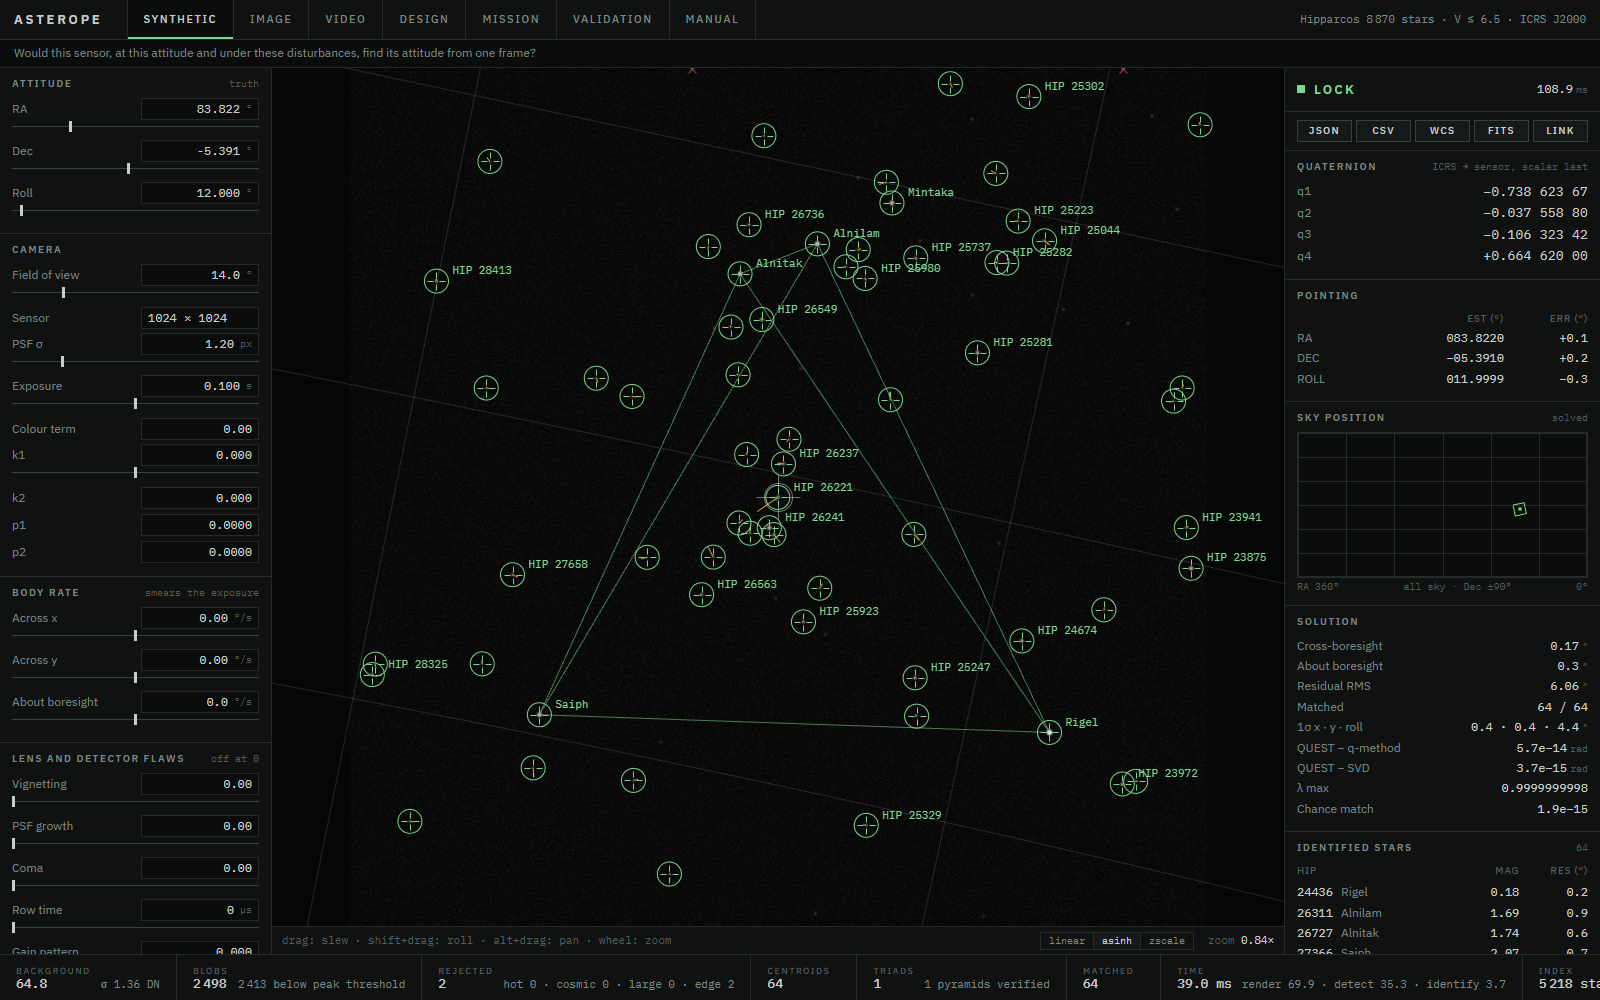 ASTEROPE
SYNTHETIC IMAGE VIDEO DESIGN MISSION VALIDATION MANUAL
Hipparcos 8 870 stars · V ≤ 6.5 · ICRS J2000
Would this sensor, at this attitude and under these disturbances, find its attitude from one frame?
ATTITUDE truth
RA 83.822 °
Dec -5.391 °
Roll 12.000 °
CAMERA
Field of view 14.0 °
Sensor 1024 × 1024
PSF σ 1.20 px
Exposure 0.100 s
Colour term 0.00
k1 0.000
k2 0.000
p1 0.0000
p2 0.0000
BODY RATE smears the exposure
Across x 0.00 °/s
Across y 0.00 °/s
About boresight 0.0 °/s
LENS AND DETECTOR FLAWS off at 0
Vignetting 0.00
PSF growth 0.00
Coma 0.00
Row time 0 µs
Gain pattern 0.000
HIP 25302
Mintaka
HIP 26736
HIP 25223
Alnilam
HIP 25044
HIP 25737
HIP 25282
Alnitak
HIP 25980
HIP 28413
HIP 26549
HIP 25281
HIP 26237
HIP 26221
HIP 26241
HIP 23941
HIP 23875
HIP 27658
HIP 26563
HIP 25923
HIP 24674
HIP 28325
HIP 25247
Saiph
Rigel
HIP 23972
HIP 25329
drag: slew · shift+drag: roll · alt+drag: pan · wheel: zoom
linear asinh zscale
zoom 0.84×
LOCK 108.9 ms
JSON CSV WCS FITS LINK
QUATERNION ICRS → sensor, scalar last
q1 −0.738 623 67
q2 −0.037 558 80
q3 −0.106 323 42
q4 +0.664 620 00
POINTING
EST (°) ERR (")
RA 083.8220 +0.1
DEC −05.3910 +0.2
ROLL 011.9999 −0.3
SKY POSITION solved
RA 360° all sky · Dec ±90° 0°
SOLUTION
Cross-boresight 0.17 "
About boresight 0.3 "
Residual RMS 6.06 "
Matched 64 / 64
1σ x · y · roll 0.4 · 0.4 · 4.4 "
QUEST − q-method 5.7e−14 rad
QUEST − SVD 3.7e−15 rad
λ max 0.9999999998
Chance match 1.9e−15
IDENTIFIED STARS 64
HIP MAG RES (")
24436 Rigel 0.18 0.2
26311 Alnilam 1.69 0.9
26727 Alnitak 1.74 0.6
27366 Saiph 2.07 0.7
BACKGROUND
64.8 σ 1.36 DN
BLOBS
2 498 2 413 below peak threshold
REJECTED
2 hot 0 · cosmic 0 · large 0 · edge 2
CENTROIDS
64
TRIADS
1 1 pyramids verified
MATCHED
64
TIME
39.0 ms render 69.9 · detect 35.3 · identify 3.7
INDEX
5 218 sta